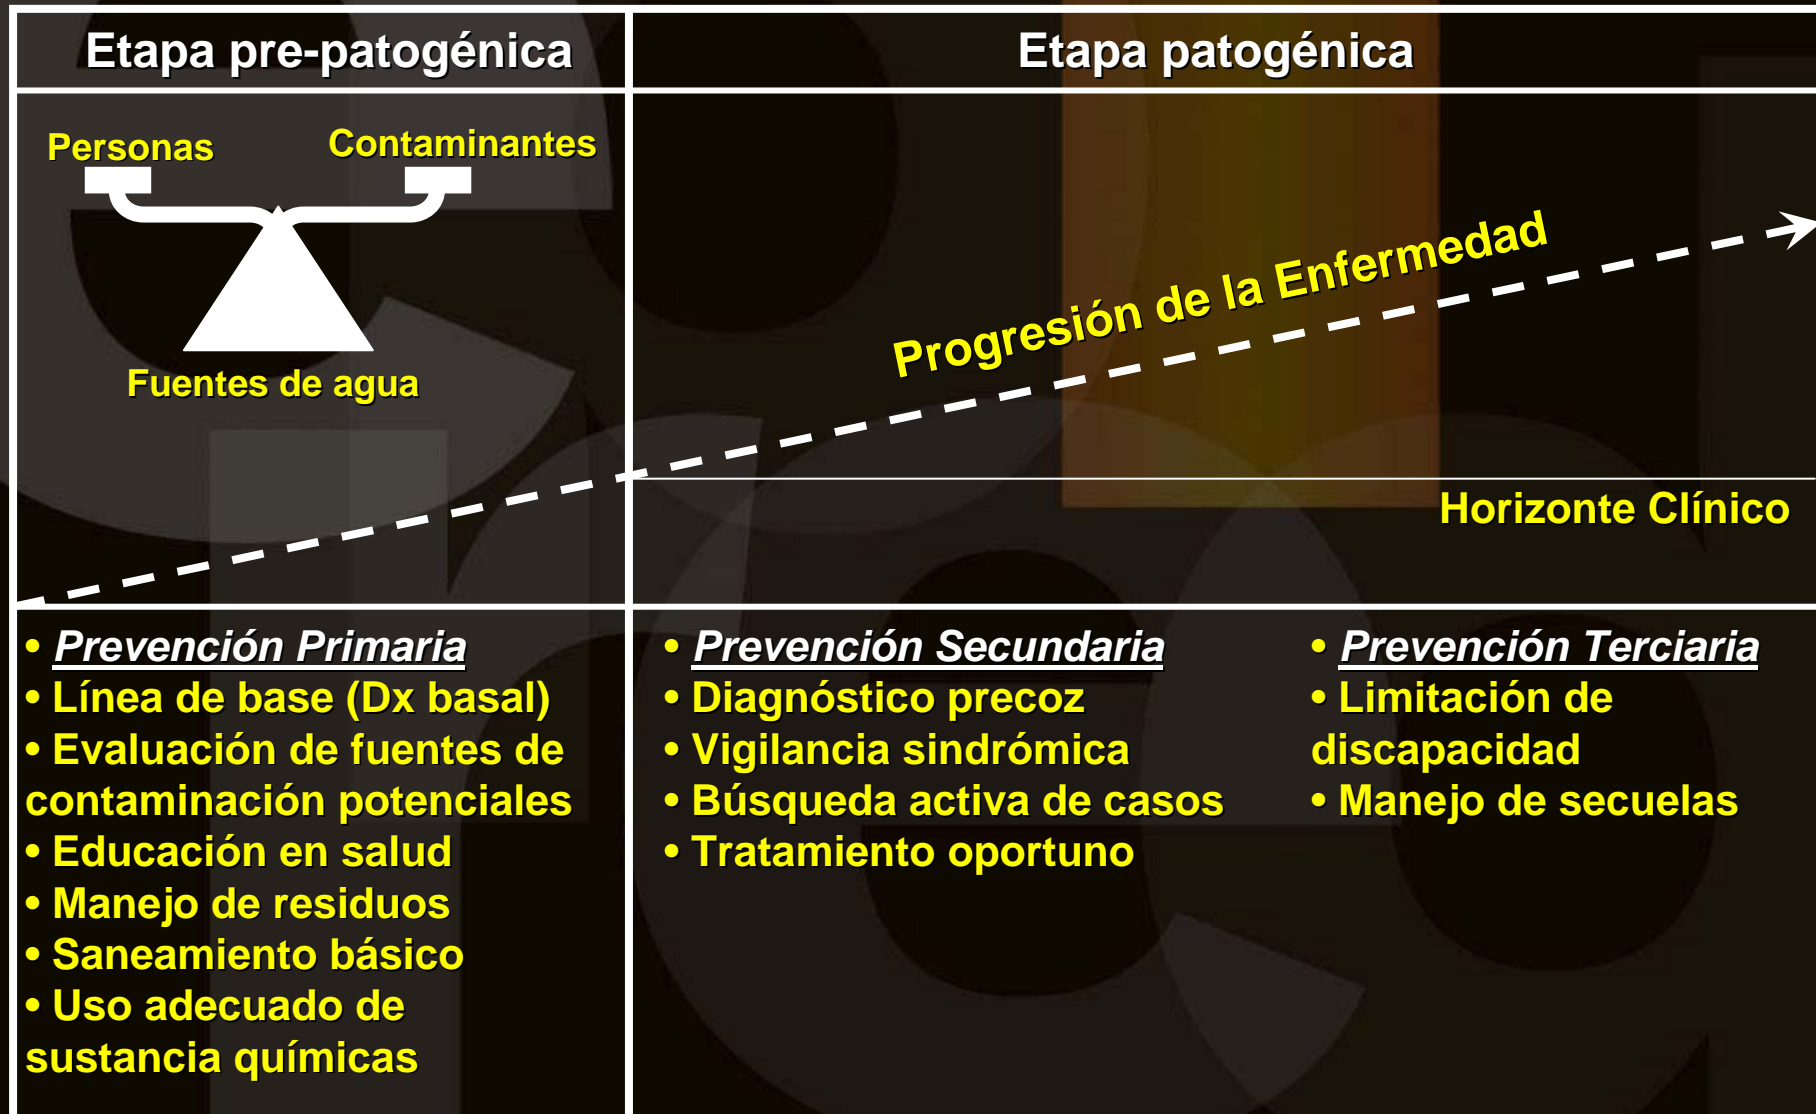 Etapa pre-patogénica
Etapa patogénica
Personas
Contaminantes
Fuentes de agua
Progresión de la Enfermedad
Horizonte Clínico
• Prevención Primaria
• Línea de base (Dx basal)
• Evaluación de fuentes de
contaminación potenciales
• Educación en salud
• Manejo de residuos
• Saneamiento básico
• Uso adecuado de
sustancia químicas
• Prevención Secundaria
• Diagnóstico precoz
• Vigilancia sindrómica
• Búsqueda activa de casos
• Tratamiento oportuno
• Prevención Terciaria
• Limitación de
discapacidad
• Manejo de secuelas